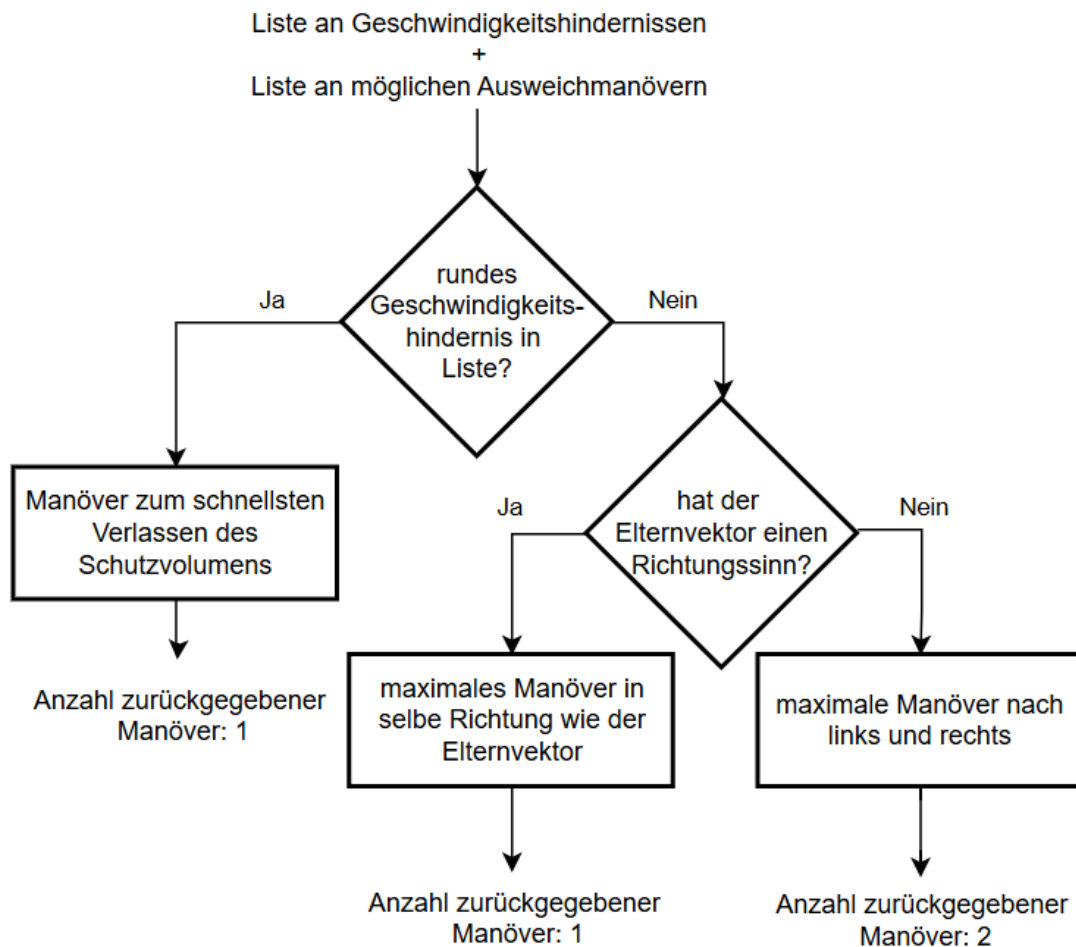 Liste an Geschwindigkeitshindernissen
+
Liste an möglichen Ausweichmanövern
rundes
Geschwindigkeits-
hindernis in
Liste?
Ja
Nein
Manöver zum schnellsten
Verlassen des
Schutzvolumens
Anzahl zurückgegebener
Manöver: 1
hat der
Elternvektor einen
Richtungssinn?
Ja
Nein
maximales Manöver in
selbe Richtung wie der
Elternvektor
Anzahl zurückgegebener
Manöver: 1
maximale Manöver nach
links und rechts
Anzahl zurückgegebener
Manöver: 2